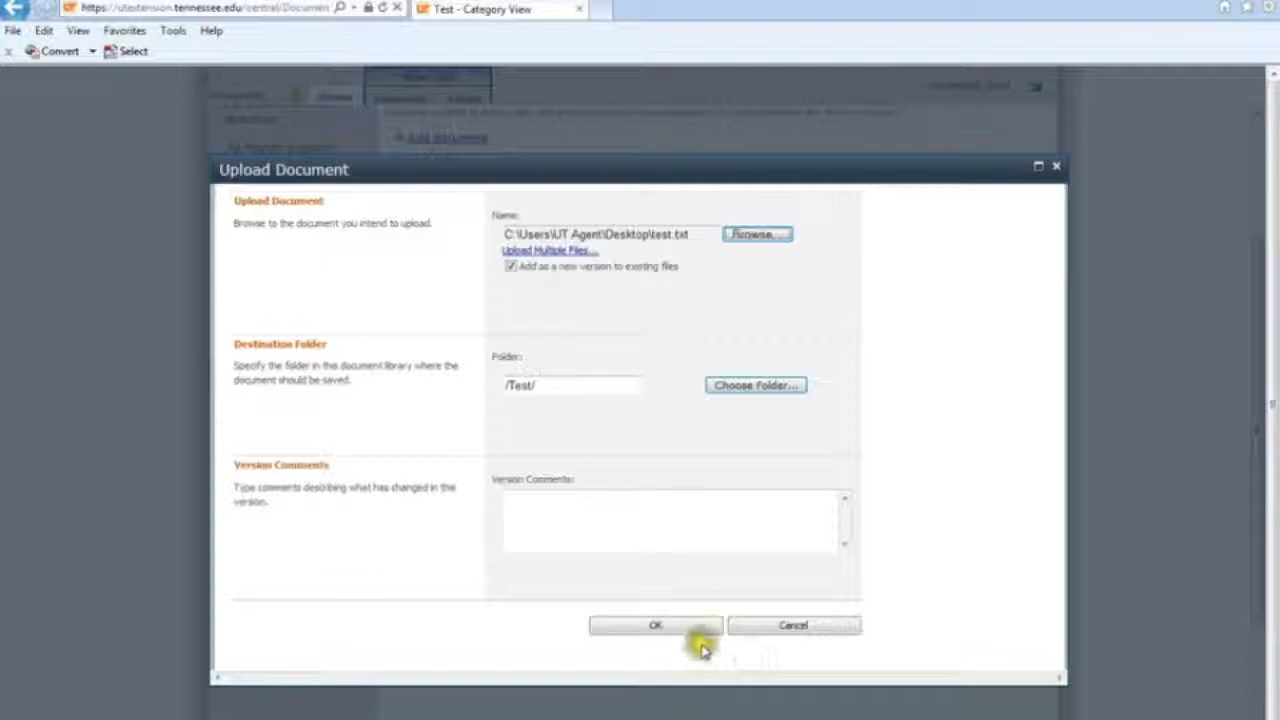 https://utextension.tennessee.edu/central/Documen
Test - Category View
File Edit View Favorites Tools Help
x Convert Select
Add document
Upload Document
Upload Document
Browse to the document you intend to upload.
Name:
C:\Users\UT Agent\Desktop\test.txt
Browse...
Upload Multiple Files...
Add as a new version to existing files
Destination Folder
Specify the folder in this document library where the
document should be saved.
Folder:
/Test/
Choose Folder...
Version Comments
Type comments describing what has changed in this
version.
Version Comments:
OK
Cancel